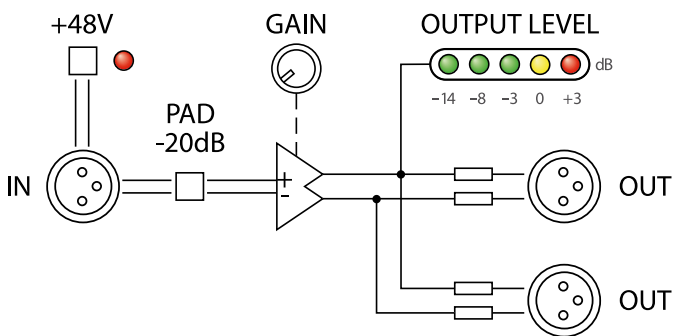 +48V
GAIN
OUTPUT LEVEL
dB
-14 -8 -3 0 +3
PAD
-20dB
IN
+
-
OUT
OUT